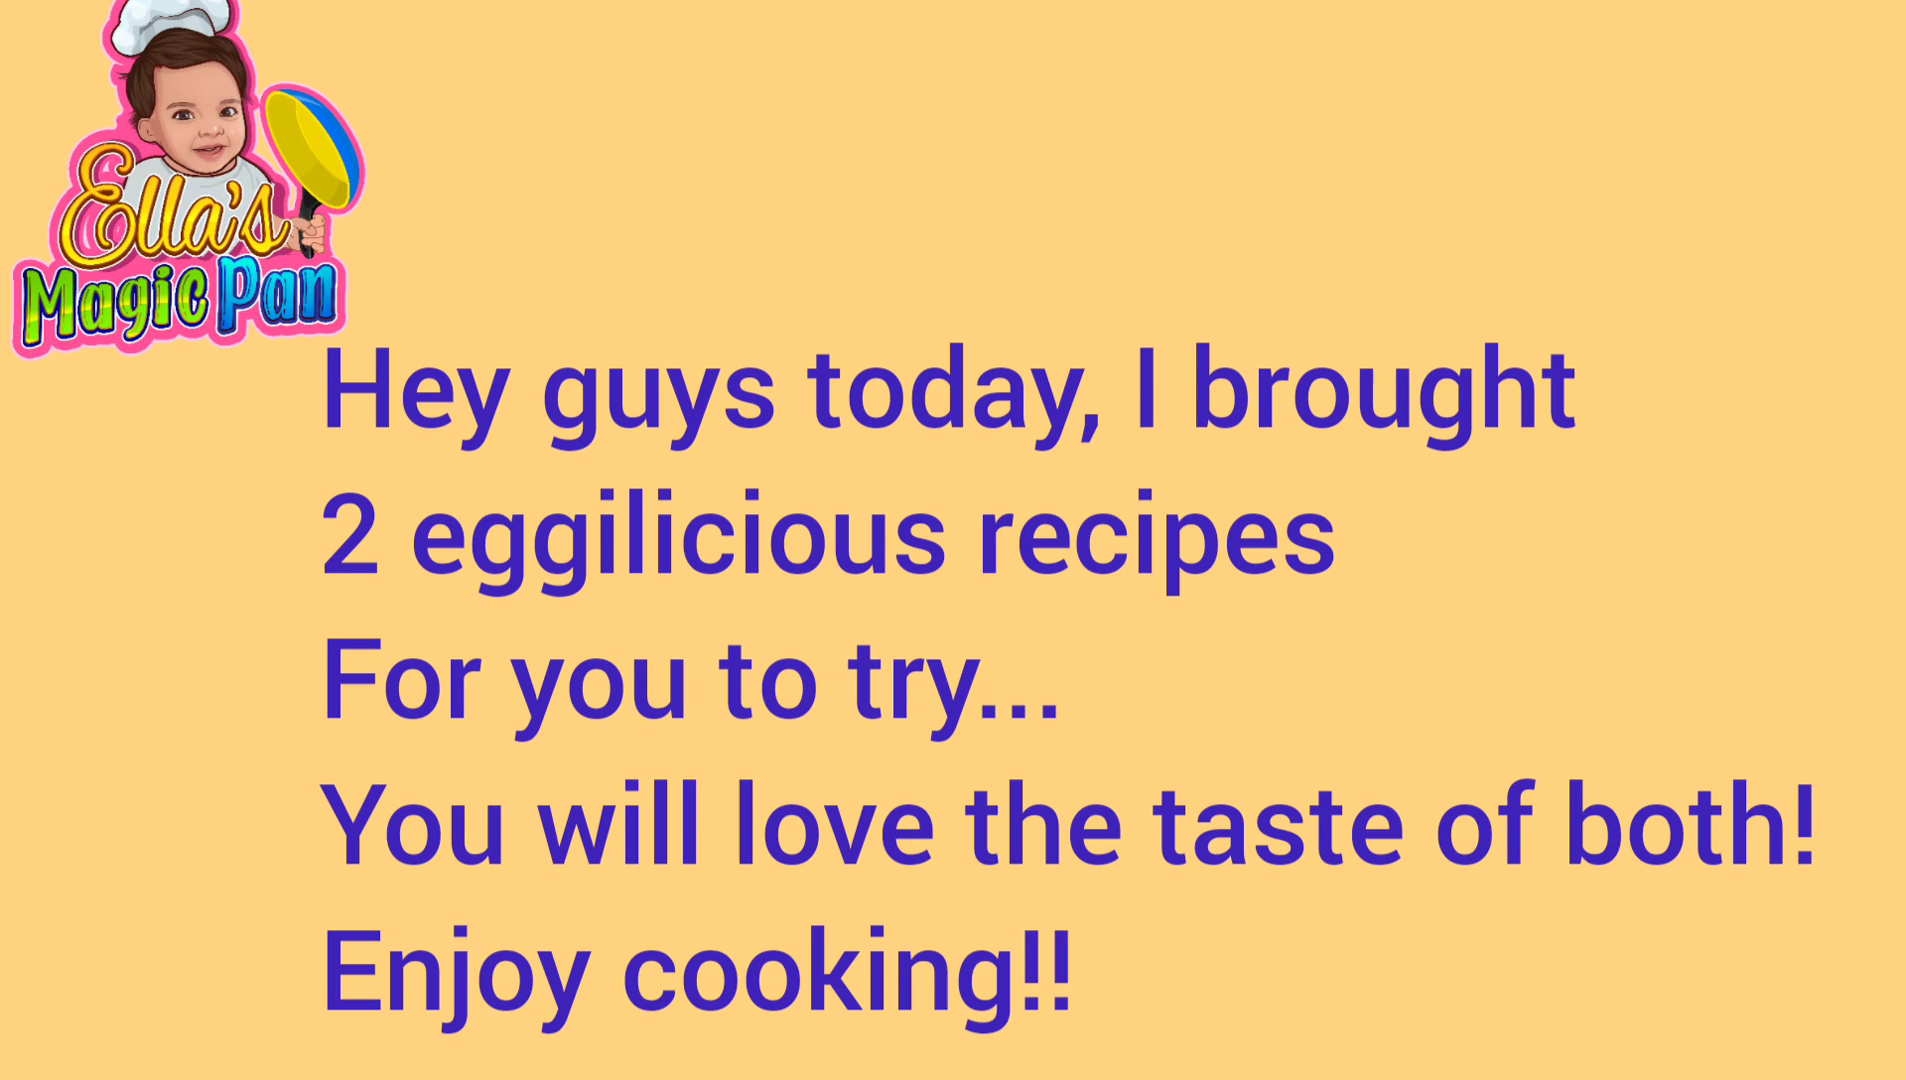 Ella's
Magic Pan
Hey guys today, I brought
2 eggilicious recipes
For you to try...
You will love the taste of both!
Enjoy cooking!!